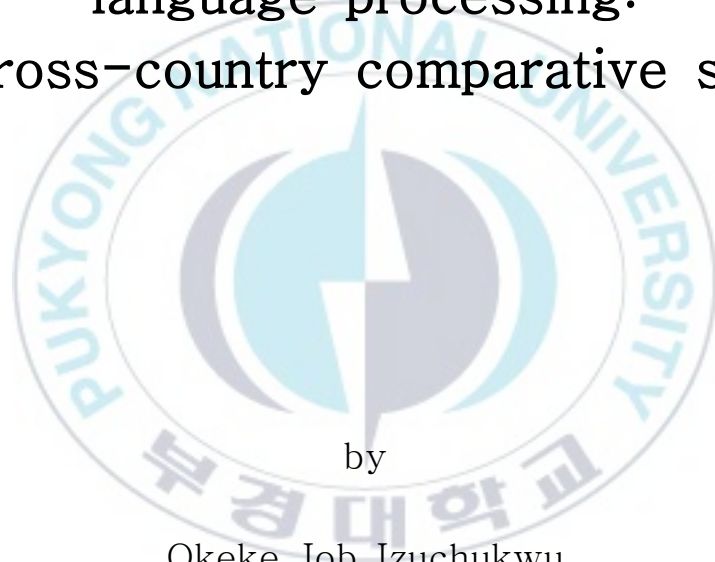 language processing:
ross-country comparative s
PUKYONG NATIONAL UNIVERSITY
by
부경대학교
Okeke Job Izuchukwu